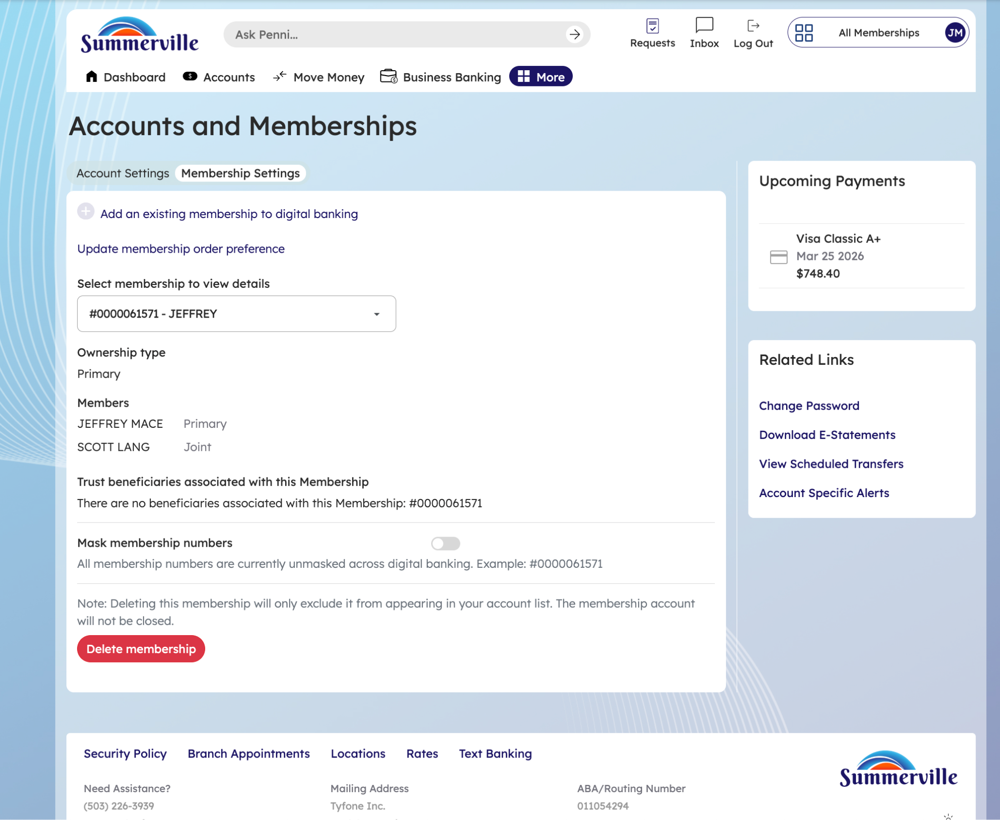 Summerville
Ask Penni...
Requests
Inbox
Log Out
All Memberships
JM
Dashboard
Accounts
Move Money
Business Banking
More
Accounts and Memberships
Account Settings
Membership Settings
Add an existing membership to digital banking
Update membership order preference
Select membership to view details
#0000061571 - JEFFREY
Ownership type
Primary
Members
JEFFREY MACE Primary
SCOTT LANG Joint
Trust beneficiaries associated with this Membership
There are no beneficiaries associated with this Membership: #0000061571
Mask membership numbers
All membership numbers are currently unmasked across digital banking. Example: #0000061571
Note: Deleting this membership will only exclude it from appearing in your account list. The membership account
will not be closed.
Delete membership
Upcoming Payments
Visa Classic A+
Mar 25 2026
$748.40
Related Links
Change Password
Download E-Statements
View Scheduled Transfers
Account Specific Alerts
Security Policy
Branch Appointments
Locations
Rates
Text Banking
Need Assistance?
(503) 226-3939
Mailing Address
Tyfone Inc.
ABA/Routing Number
011054294
Summerville